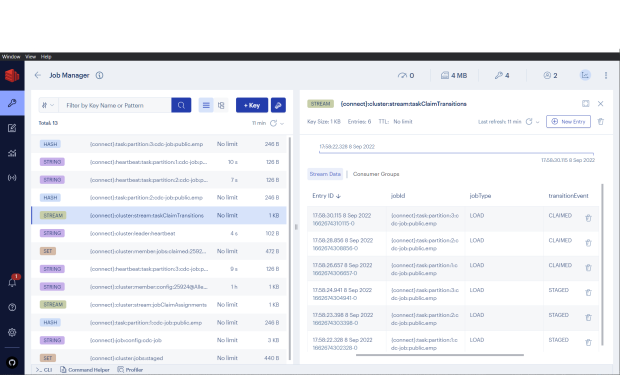 Window View Help
Job Manager
0
4 MB
4
2
Filter by Key Name or Pattern
+ Key
Total: 13
11 min
HASH {connect}:task:partition:3:cdc-job:public.emp No limit 246 B
STRING {connect}:heartbeat:task:partition:1:cdc-job:p... 10 s 126 B
STRING {connect}:heartbeat:task:partition:2:cdc-job:p... 7 s 126 B
HASH {connect}:task:partition:2:cdc-job:public.emp No limit 246 B
STREAM {connect}:cluster:stream:taskClaimTransitions No limit 1 KB
STRING {connect}:cluster:leader:heartbeat 4 s 102 B
SET {connect}:cluster:member:jobs:claimed:2592... No limit 472 B
STRING {connect}:heartbeat:task:partition:3:cdc-job:p... 9 s 126 B
STRING {connect}:cluster:member:config:25924@Alle... 1 h 1 KB
STREAM {connect}:cluster:stream:jobClaimAssignments No limit 1 KB
HASH {connect}:task:partition:1:cdc-job:public.emp No limit 246 B
STRING {connect}:job:config:cdc-job No limit 3 KB
SET {connect}:cluster:jobs:staged No limit 440 B
STREAM {connect}:cluster:stream:taskClaimTransitions
Key Size: 1 KB Entries: 6 TTL: No limit
Last refresh: 11 min
New Entry
17:58:22.328 8 Sep 2022
17:58:30.115 8 Sep 2022
Stream Data Consumer Groups
Entry ID jobId jobType transitionEvent
17:58:30.115 8 Sep 2022 {connect}:task:partition:3:c LOAD CLAIMED
1662674310115-0 dc-job:public.emp
17:58:26.856 8 Sep 2022 {connect}:task:partition:2:c LOAD CLAIMED
1662674306856-0 dc-job:public.emp
17:58:26.657 8 Sep 2022 {connect}:task:partition:1:c LOAD CLAIMED
1662674306657-0 dc-job:public.emp
17:58:24.941 8 Sep 2022 {connect}:task:partition:3:c LOAD STAGED
1662674304941-0 dc-job:public.emp
17:58:23.398 8 Sep 2022 {connect}:task:partition:2:c LOAD STAGED
1662674303398-0 dc-job:public.emp
17:58:22.328 8 Sep 2022 {connect}:task:partition:1:c LOAD STAGED
1662674302328-0 dc-job:public.emp
>_ CLI Command Helper Profiler